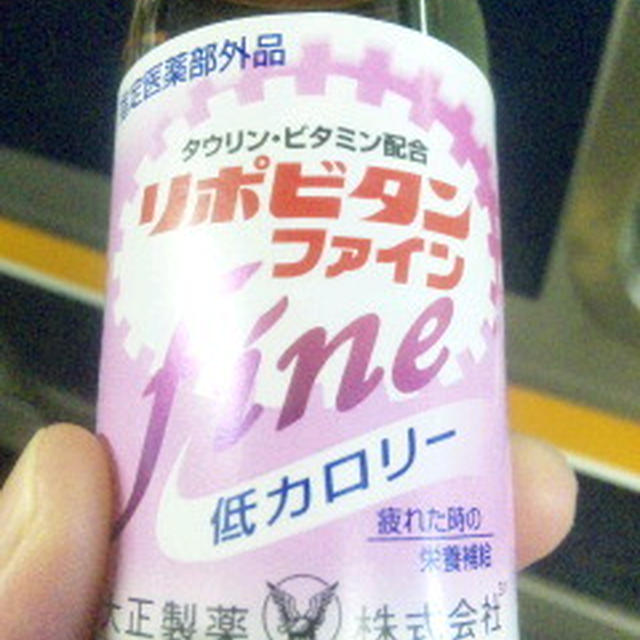 指定医薬部外品
タウリン・ビタミン配合
リポビタン
ファイン
fine
低カロリー
疲れた時の
栄養補給
大正製薬 株式会社